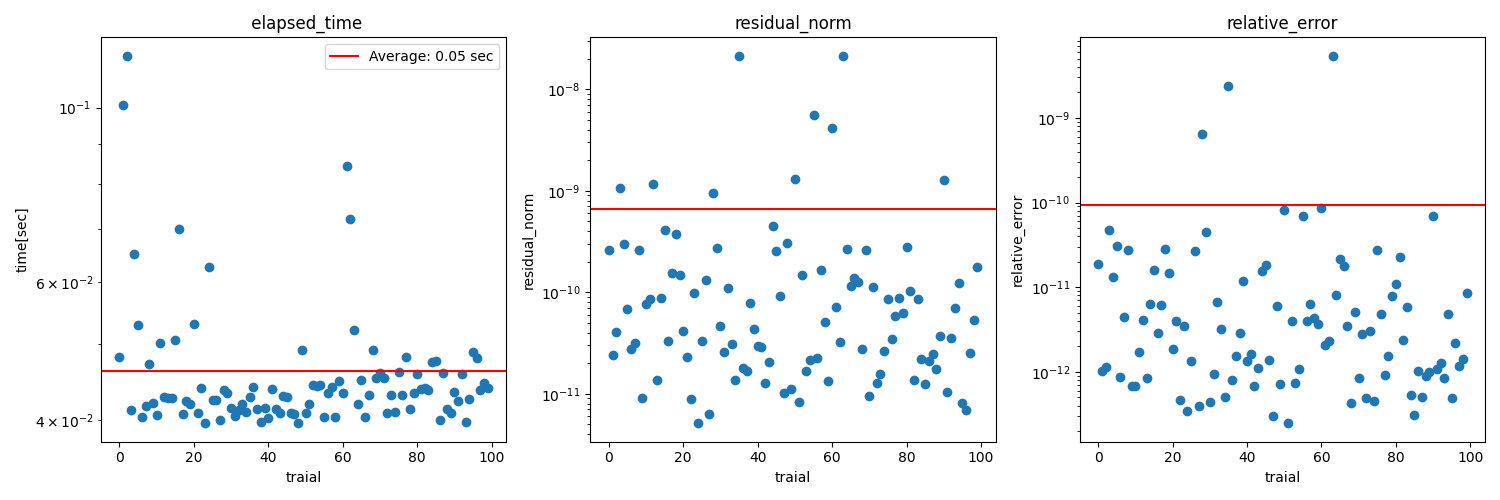 elapsed_time
residual_norm
relative_error
Average: 0.05 sec
time[sec]
10⁻¹
6 × 10⁻²
4 × 10⁻²
0 20 40 60 80 100
traial
residual_norm
10⁻⁸
10⁻⁹
10⁻¹⁰
10⁻¹¹
0 20 40 60 80 100
traial
relative_error
10⁻⁹
10⁻¹⁰
10⁻¹¹
10⁻¹²
0 20 40 60 80 100
traial